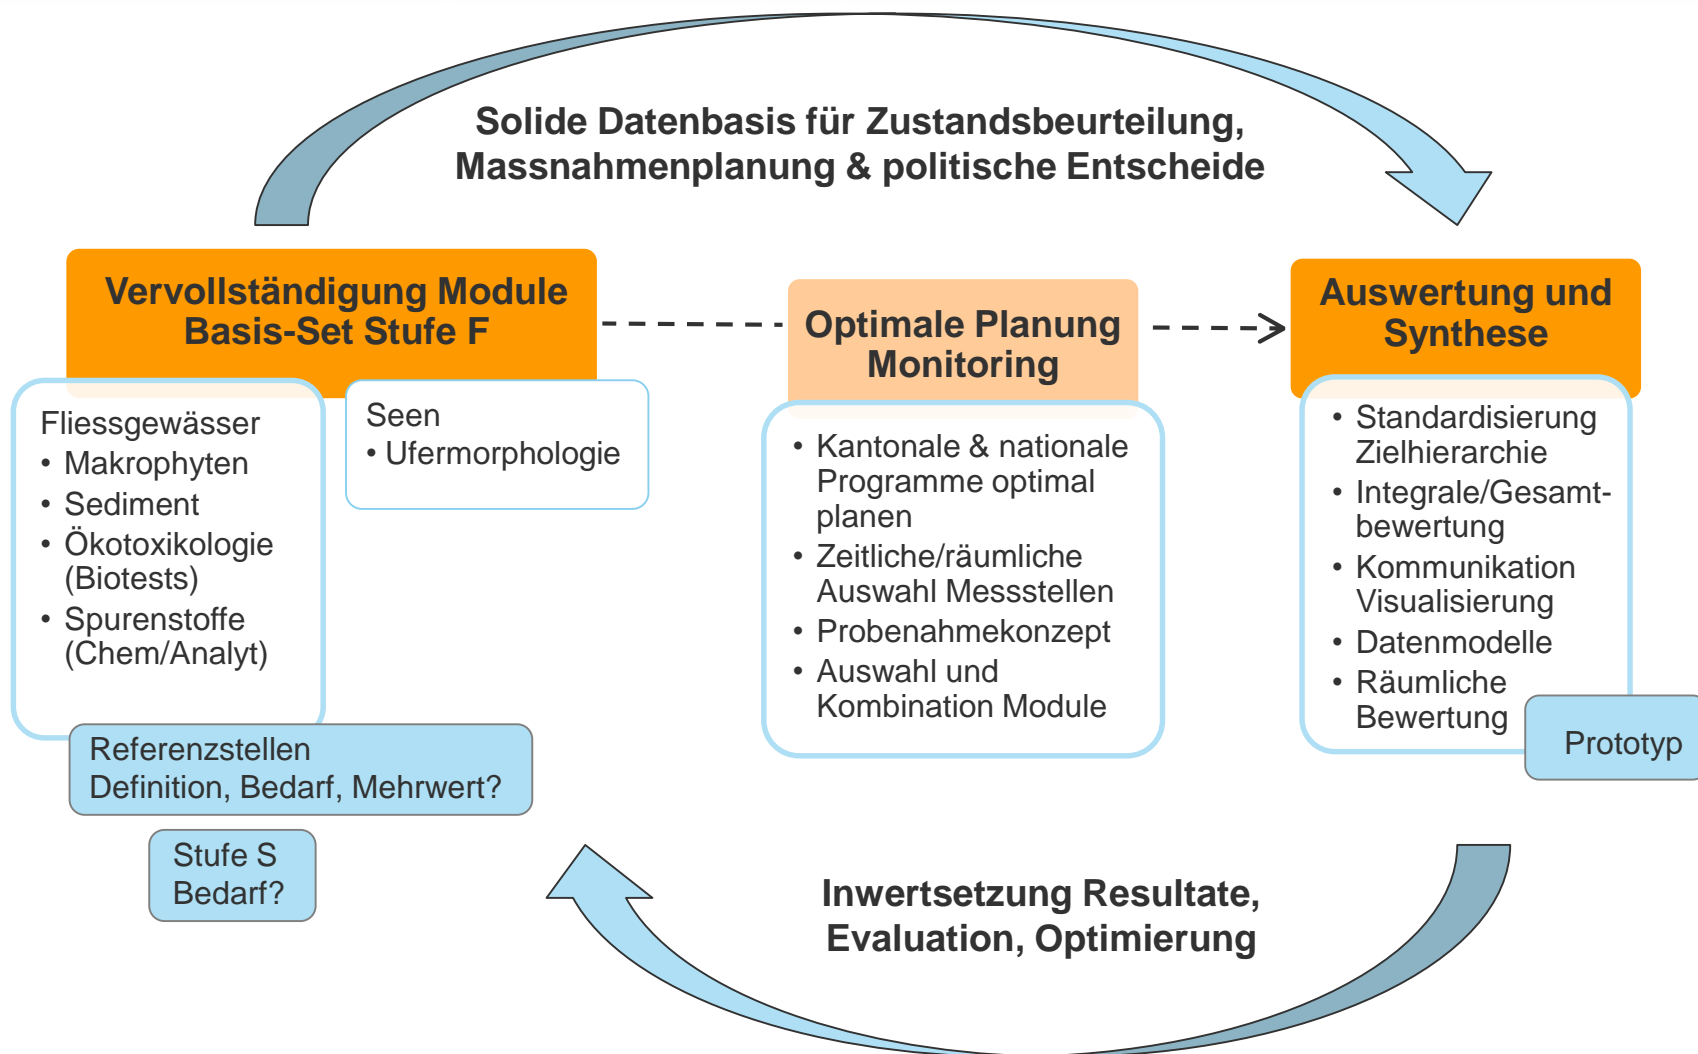 Solide Datenbasis für Zustandsbeurteilung,
Massnahmenplanung & politische Entscheide
Vervollständigung Module
Basis-Set Stufe F
Optimale Planung
Monitoring
Auswertung und
Synthese
Fliessgewässer
• Makrophyten
• Sediment
• Ökotoxikologie
(Biotests)
• Spurenstoffe
(Chem/Analyt)
Seen
• Ufermorphologie
• Kantonale & nationale
Programme optimal
planen
• Zeitliche/räumliche
Auswahl Messstellen
• Probenahmekonzept
• Auswahl und
Kombination Module
• Standardisierung
Zielhierarchie
• Integrale/Gesamt-
bewertung
• Kommunikation
Visualisierung
• Datenmodelle
• Räumliche
Bewertung
Prototyp
Referenzstellen
Definition, Bedarf, Mehrwert?
Stufe S
Bedarf?
Inwertsetzung Resultate,
Evaluation, Optimierung